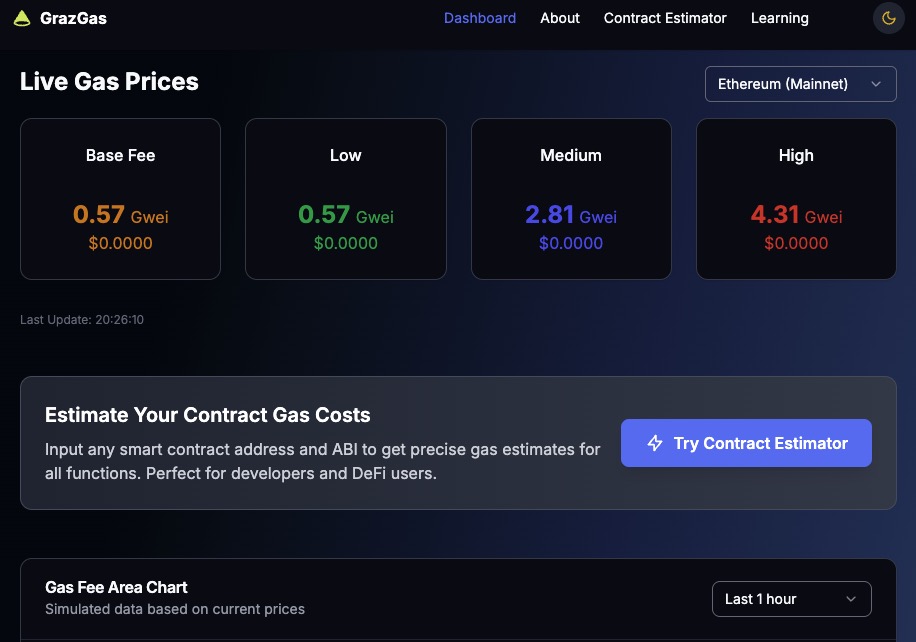 GrazGas
Dashboard
About
Contract Estimator
Learning
Live Gas Prices
Ethereum (Mainnet)
Base Fee
0.57 Gwei
$0.0000
Low
0.57 Gwei
$0.0000
Medium
2.81 Gwei
$0.0000
High
4.31 Gwei
$0.0000
Last Update: 20:26:10
Estimate Your Contract Gas Costs
Input any smart contract address and ABI to get precise gas estimates for
all functions. Perfect for developers and DeFi users.
Try Contract Estimator
Gas Fee Area Chart
Simulated data based on current prices
Last 1 hour